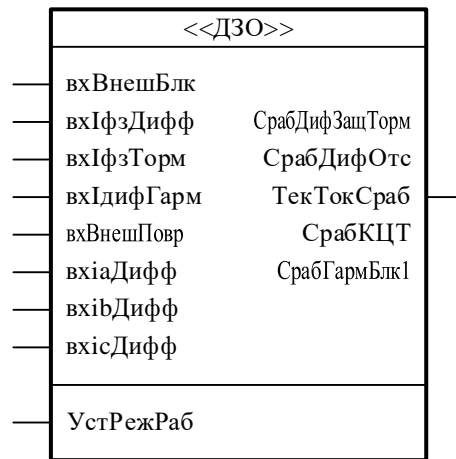 <<ДЗО>>
вхВнешБлк
вхIфзДифф СрабДифЗащТорм
вхIфзТорм СрабДифОтс
вхIдифГарм ТекТокСраб
вхВнешПовр СрабКЦТ
вхiaДифф СрабГармБлк1
вхibДифф
вхicДифф
УстРежРаб